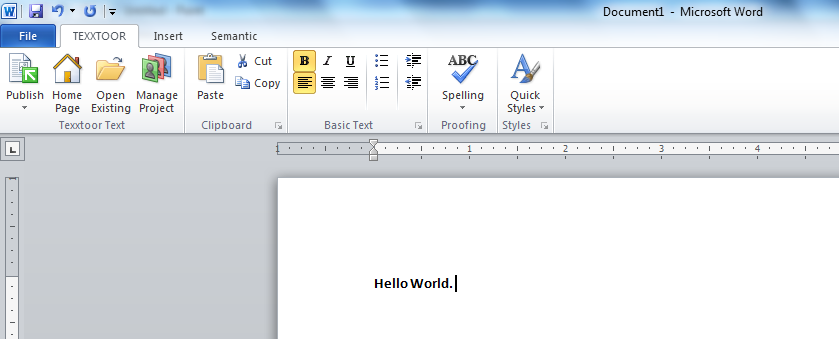 Document1 - Microsoft Word
File TEXXTOOR Insert Semantic
Publish Home Page Open Existing Manage Project Paste Cut Copy B I U ABC Spelling Quick Styles
Texxtoor Text Clipboard Basic Text Proofing Styles
L 1 1 2 3 4
Hello World.